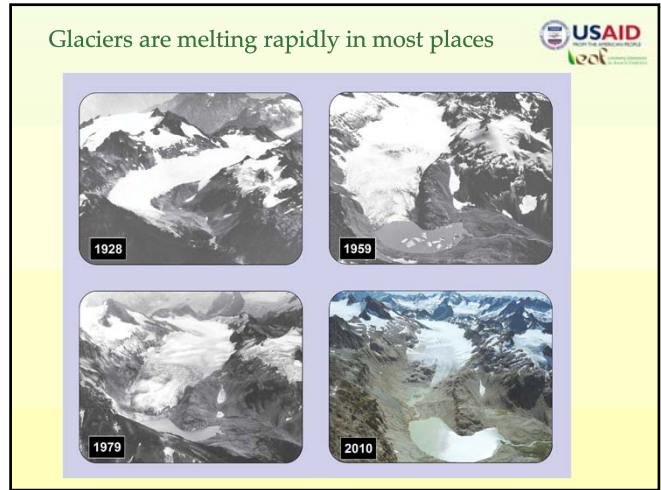 Glaciers are melting rapidly in most places
USAID
FROM THE AMERICAN PEOPLE
leaf
1928
1959
1979
2010